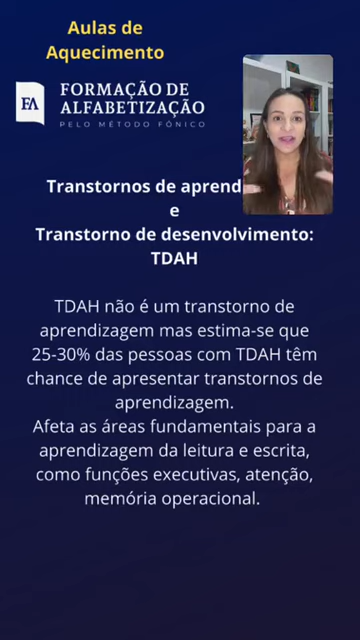 Aulas de
Aquecimento
FORMAÇÃO DE
ALFABETIZAÇÃO
PELO MÉTODO FÔNICO
FA
Transtornos de aprend
e
Transtorno de desenvolvimento:
TDAH
TDAH não é um transtorno de
aprendizagem mas estima-se que
25-30% das pessoas com TDAH têm
chance de apresentar transtornos de
aprendizagem.
Afeta as áreas fundamentais para a
aprendizagem da leitura e escrita,
como funções executivas, atenção,
memória operacional.